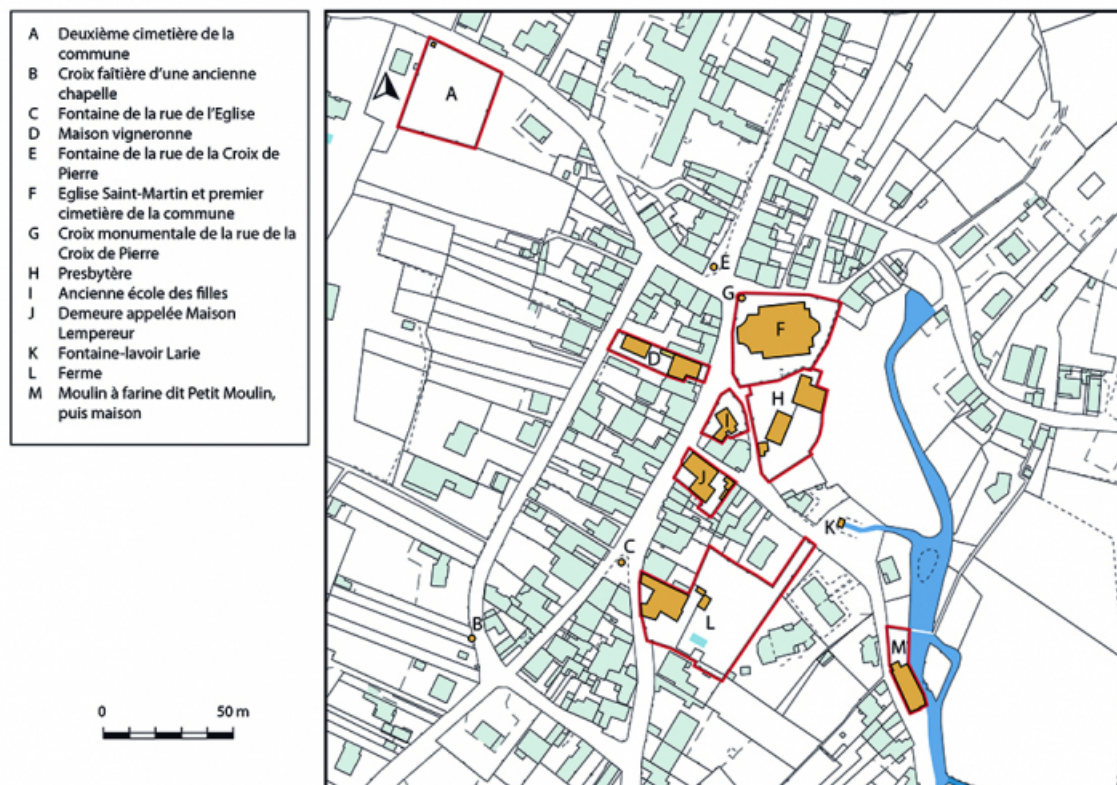 A Deuxième cimetière de la
commune
B Croix faîtière d'une ancienne
chapelle
C Fontaine de la rue de l'Eglise
D Maison vigneronne
E Fontaine de la rue de la Croix de
Pierre
F Eglise Saint-Martin et premier
cimetière de la commune
G Croix monumentale de la rue de la
Croix de Pierre
H Presbytère
I Ancienne école des filles
J Demeure appelée Maison
Lempereur
K Fontaine-lavoir Larie
L Ferme
M Moulin à farine dit Petit Moulin,
puis maison
0 50 m
A
E
G
F
D
H
I
J
K
C
L
B
M